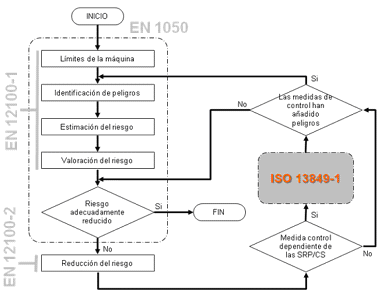 INICIO
EN 1050
Límites de la máquina
Identificación de peligros
Estimación del riesgo
Valoración del riesgo
EN 12100-1
Riesgo
adecuadamente
reducido
Si
FIN
No
EN 12100-2
Reducción del riesgo
Si
Las medidas de
control han
añadido
peligros
No
ISO 13849-1
Si
Medida control
dependiente de
las SRP/CS
No